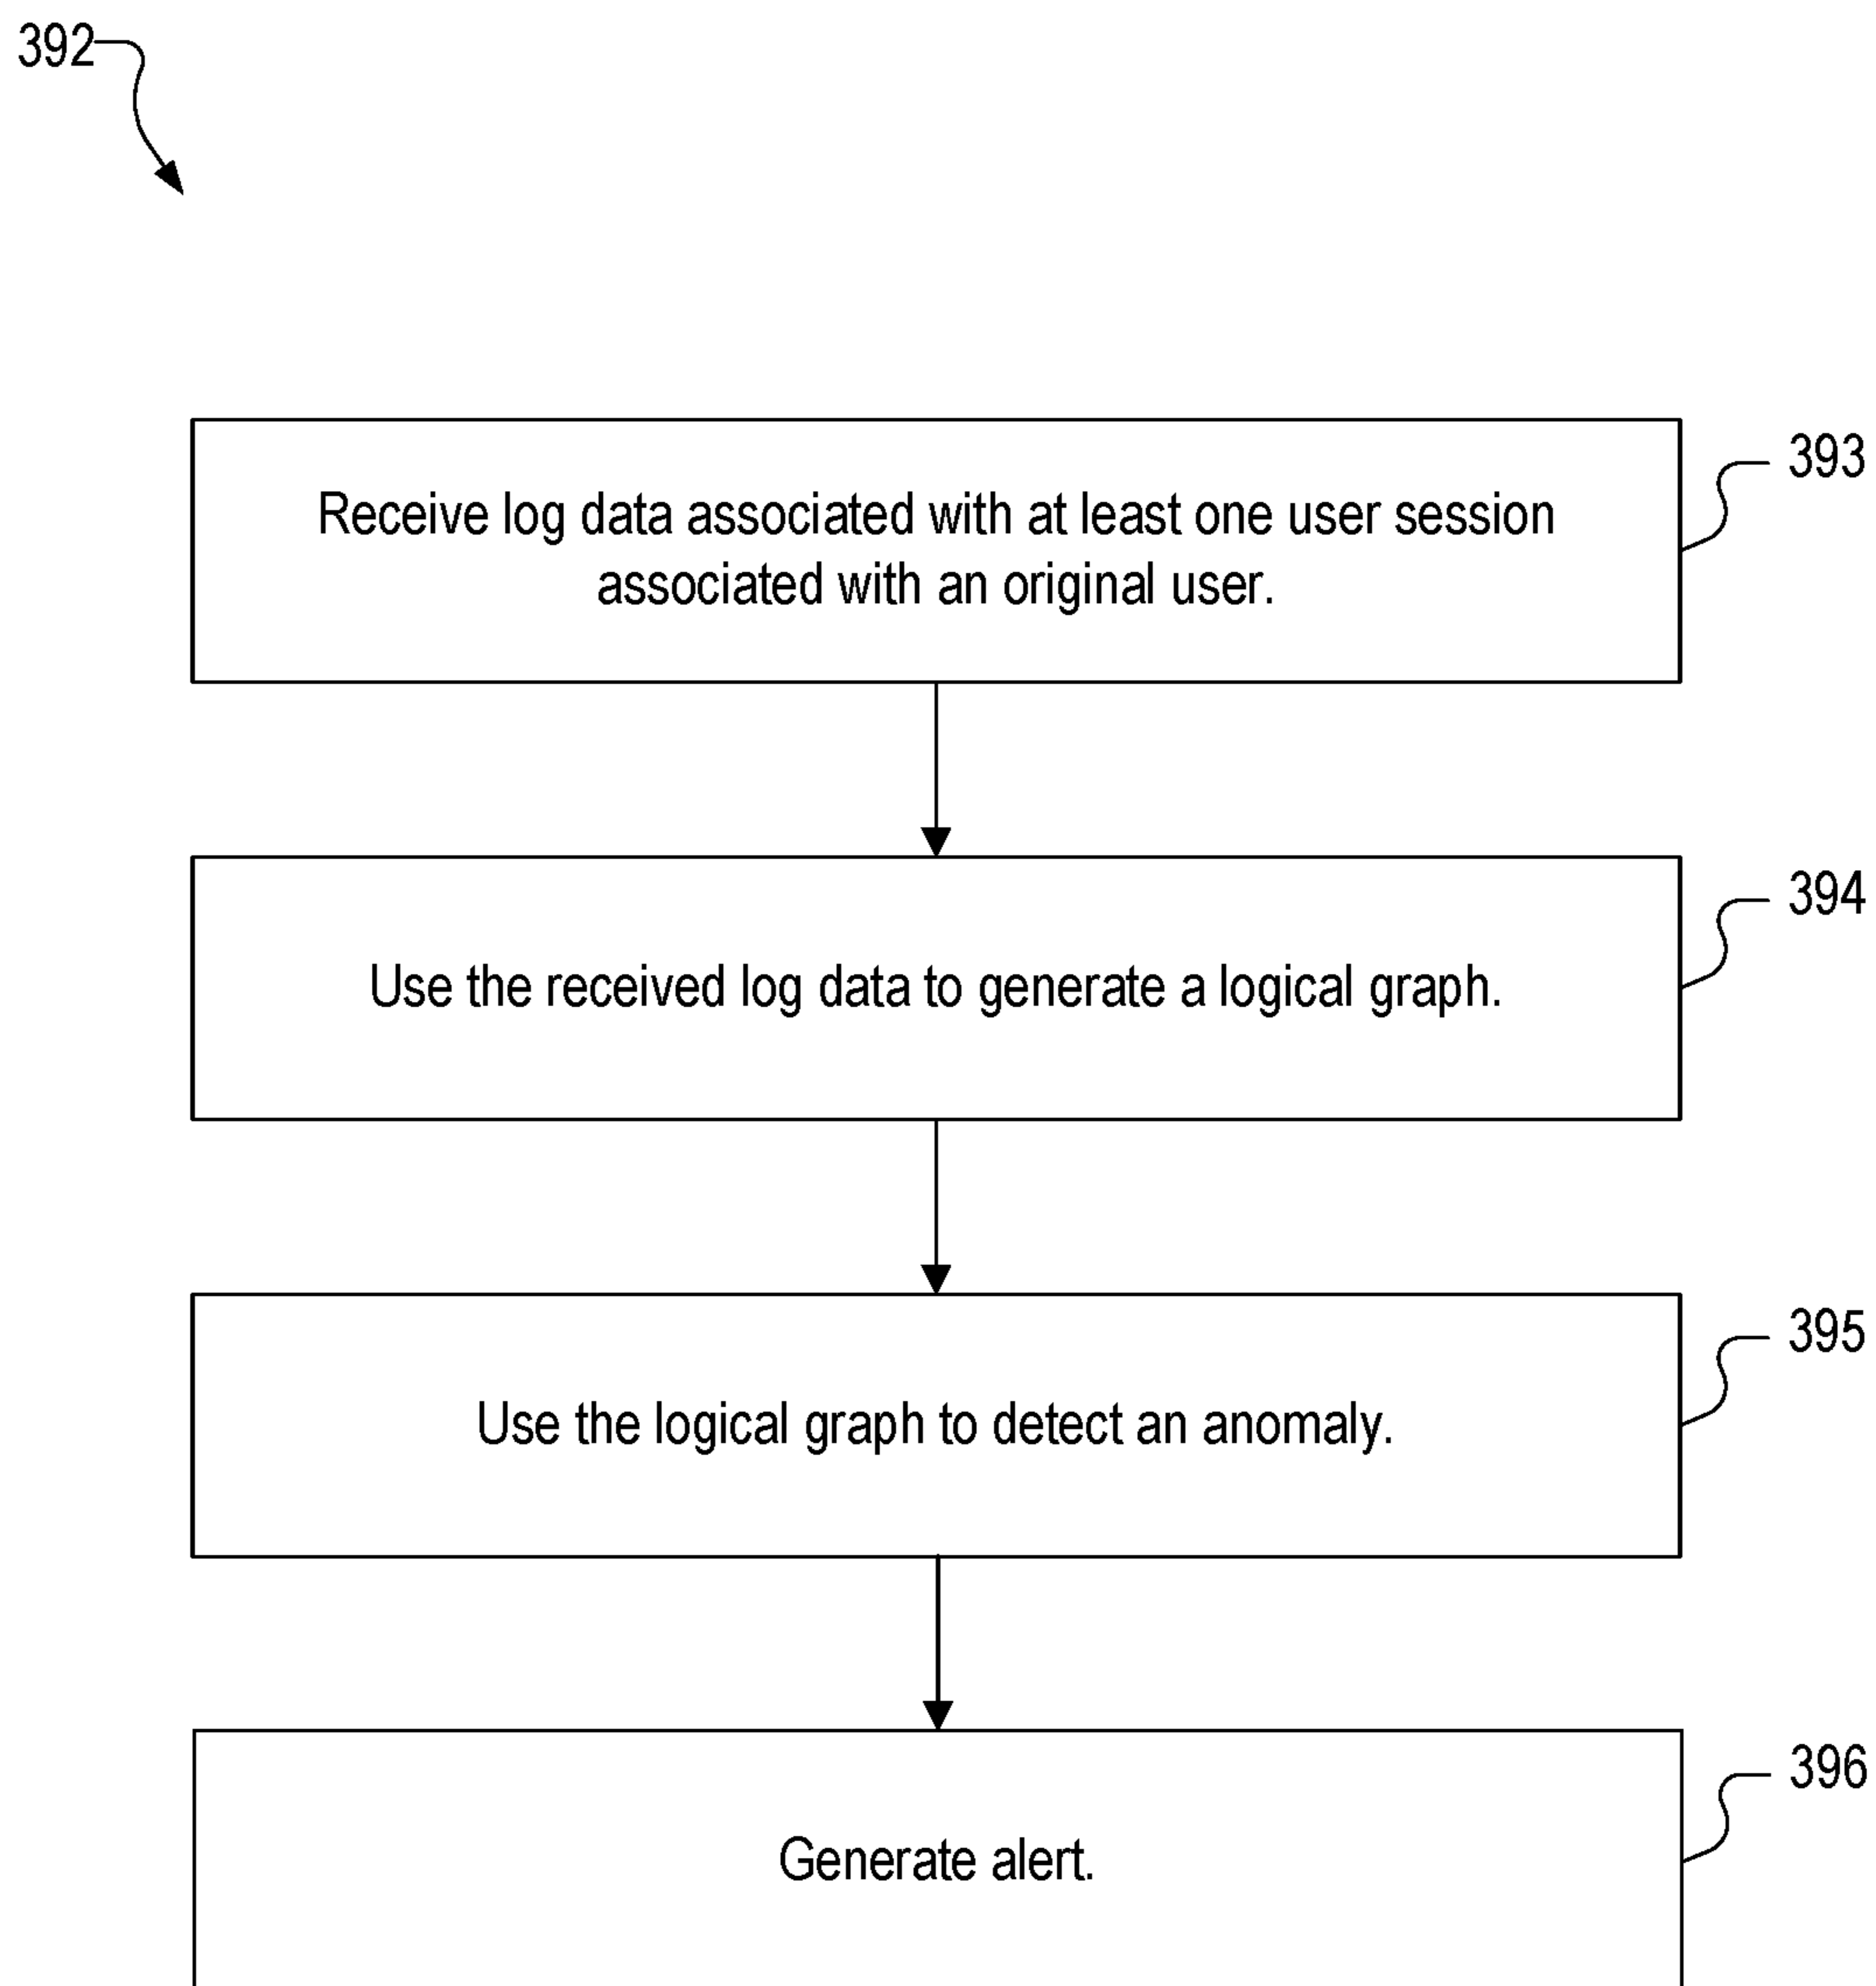 392
393
Receive log data associated with at least one user session
associated with an original user.
394
Use the received log data to generate a logical graph.
395
Use the logical graph to detect an anomaly.
396
Generate alert.